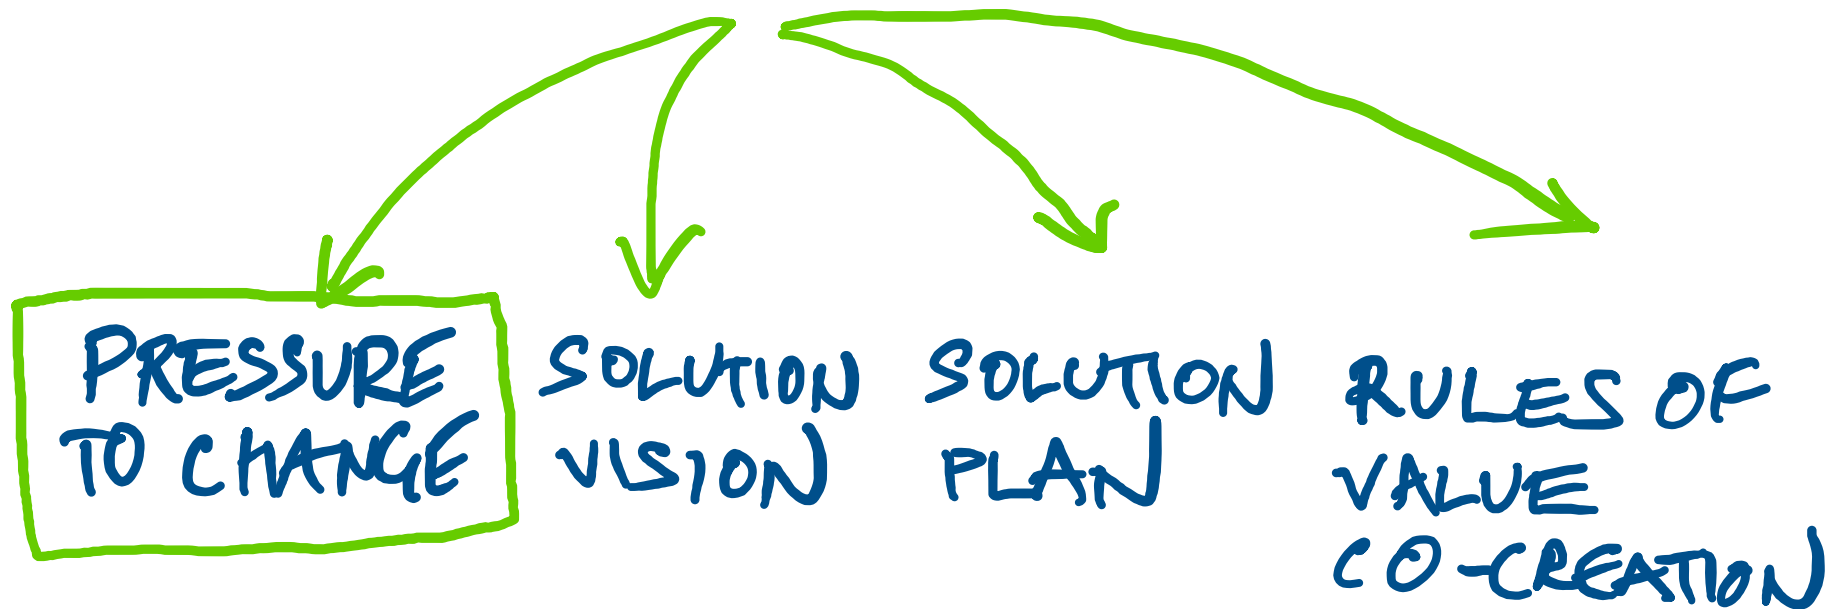 PRESSURE
TO CHANGE
SOLUTION
VISION
SOLUTION
PLAN
RULES OF
VALUE
CO-CREATION